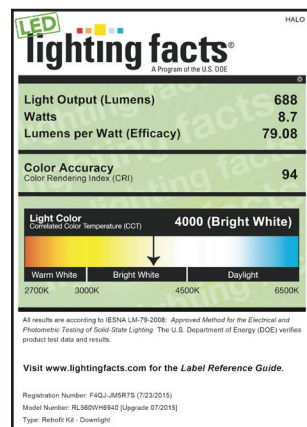 HALO
LED
lighting facts®
A Program of the U.S. DOE
Light Output (Lumens) 688
Watts 8.7
Lumens per Watt (Efficacy) 79.08
Color Accuracy
Color Rendering Index (CRI) 94
Light Color
Correlated Color Temperature (CCT) 4000 (Bright White)
Warm White Bright White Daylight
2700K 3000K 4500K 6500K
All results are according to IESNA LM-79-2008: Approved Method for the Electrical and
Photometric Testing of Solid-State Lighting. The U.S. Department of Energy (DOE) verifies
product test data and results.
Visit www.lightingfacts.com for the Label Reference Guide.
Registration Number: F4QJ-JM5R7S (7/23/2015)
Model Number: RL560WH6940 [Upgrade 07/2015]
Type: Retrofit Kit - Downlight